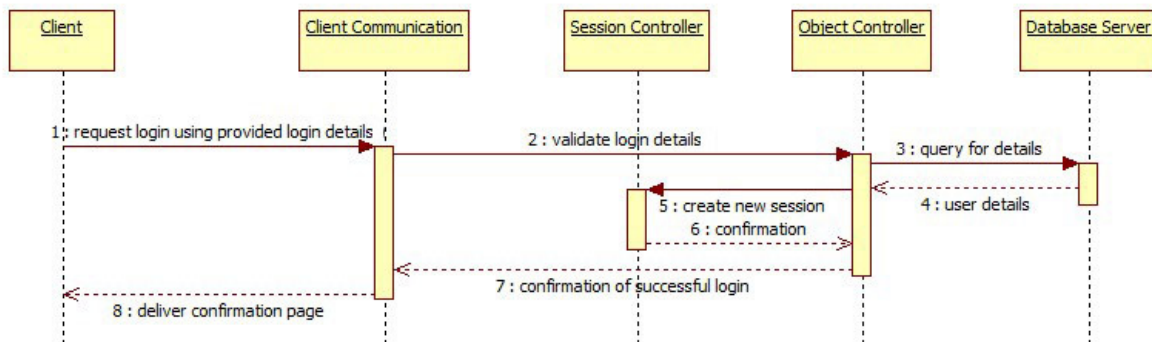 Client
Client Communication
Session Controller
Object Controller
Database Server
1 : request login using provided login details
2 : validate login details
3 : query for details
4 : user details
5 : create new session
6 : confirmation
7 : confirmation of successful login
8 : deliver confirmation page